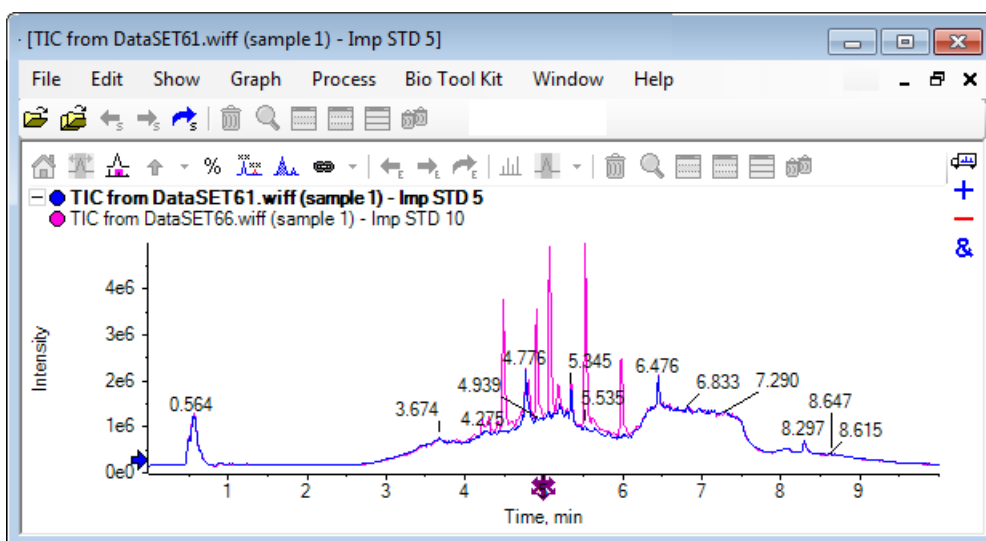 - [TIC from DataSET61.wiff (sample 1) - Imp STD 5]
File Edit Show Graph Process Bio Tool Kit Window Help
S S S
% xx xx E E E
TIC from DataSET61.wiff (sample 1) - Imp STD 5
TIC from DataSET66.wiff (sample 1) - Imp STD 10
&
Intensity
4e6
3e6
2e6
1e6
0e0
0.564
3.674
4.275
4.939
4.776
5.345
5.535
6.476
6.833
7.290
8.297
8.647
8.615
1 2 3 4 5 6 7 8 9
Time, min